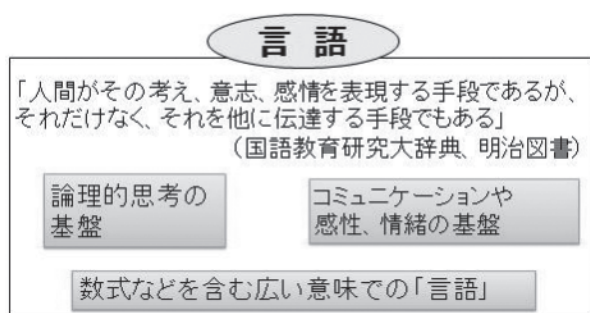 言語
「人間がその考え、意志、感情を表現する手段であるが、
それだけなく、それを他に伝達する手段でもある」
（国語教育研究大辞典、明治図書）
論理的思考の
基盤
コミュニケーションや
感性、情緒の基盤
数式などを含む広い意味での「言語」